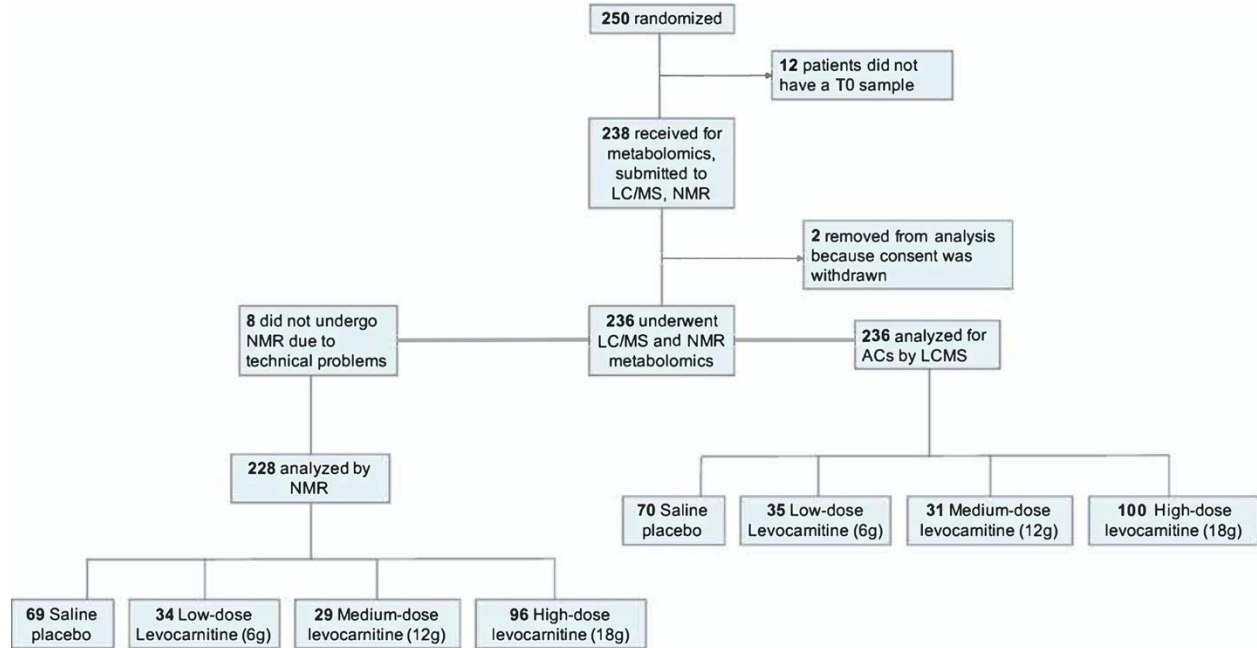 250 randomized
12 patients did not
have a T0 sample
238 received for
metabolomics,
submitted to
LC/MS, NMR
2 removed from analysis
because consent was
withdrawn
8 did not undergo
NMR due to
technical problems
236 underwent
LC/MS and NMR
metabolomics
236 analyzed for
ACs by LCMS
228 analyzed by
NMR
70 Saline
placebo
35 Low-dose
Levocamitine (6g)
31 Medium-dose
levocamitine (12g)
100 High-dose
levocamitine (18g)
69 Saline
placebo
34 Low-dose
Levocarnitine (6g)
29 Medium-dose
levocarnitine (12g)
96 High-dose
levocarnitine (18g)